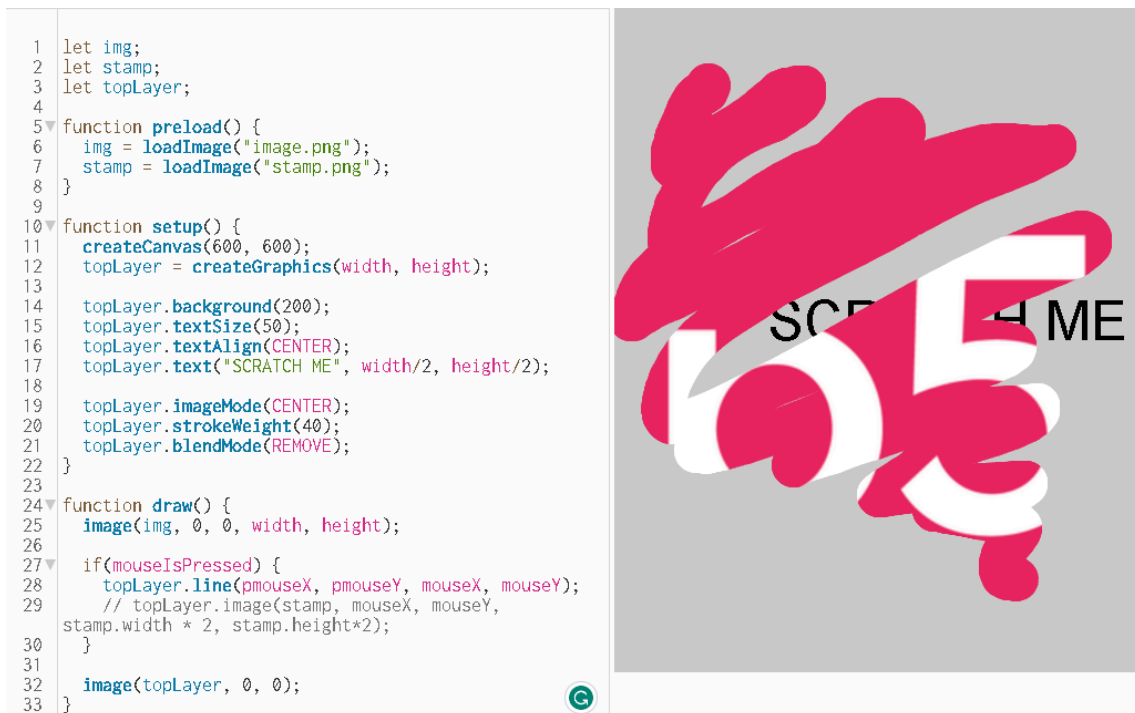 1 let img;
2 let stamp;
3 let topLayer;
4
5 function preload() {
6 img = loadImage("image.png");
7 stamp = loadImage("stamp.png");
8 }
9
10 function setup() {
11 createCanvas(600, 600);
12 topLayer = createGraphics(width, height);
13
14 topLayer.background(200);
15 topLayer.textSize(50);
16 topLayer.textAlign(CENTER);
17 topLayer.text("SCRATCH ME", width/2, height/2);
18
19 topLayer.imageMode(CENTER);
20 topLayer.strokeWeight(40);
21 topLayer.blendMode(REMOVE);
22 }
23
24 function draw() {
25 image(img, 0, 0, width, height);
26
27 if(mouseIsPressed) {
28 topLayer.line(pmouseX, pmouseY, mouseX, mouseY);
29 // topLayer.image(stamp, mouseX, mouseY,
stamp.width * 2, stamp.height*2);
30 }
31
32 image(topLayer, 0, 0);
33 }
SCR H ME
p5